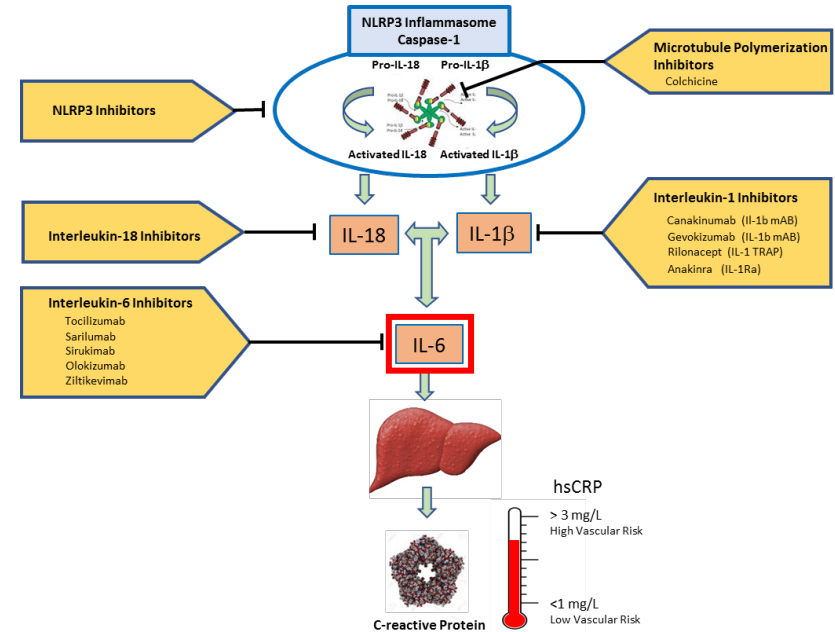 NLRP3 Inflammasome
Caspase-1
Pro-IL-18 Pro-IL-1β
Activated IL-18 Activated IL-1β
Microtubule Polymerization
Inhibitors
Colchicine
NLRP3 Inhibitors
Interleukin-18 Inhibitors
IL-18
IL-1β
Interleukin-1 Inhibitors
Canakinumab (Il-1b mAB)
Gevokizumab (IL-1b mAB)
Rilonacept (IL-1 TRAP)
Anakinra (IL-1Ra)
Interleukin-6 Inhibitors
Tocilizumab
Sarilumab
Sirukimab
Olokizumab
Ziltikevimab
IL-6
hsCRP
> 3 mg/L
High Vascular Risk
<1 mg/L
Low Vascular Risk
C-reactive Protein